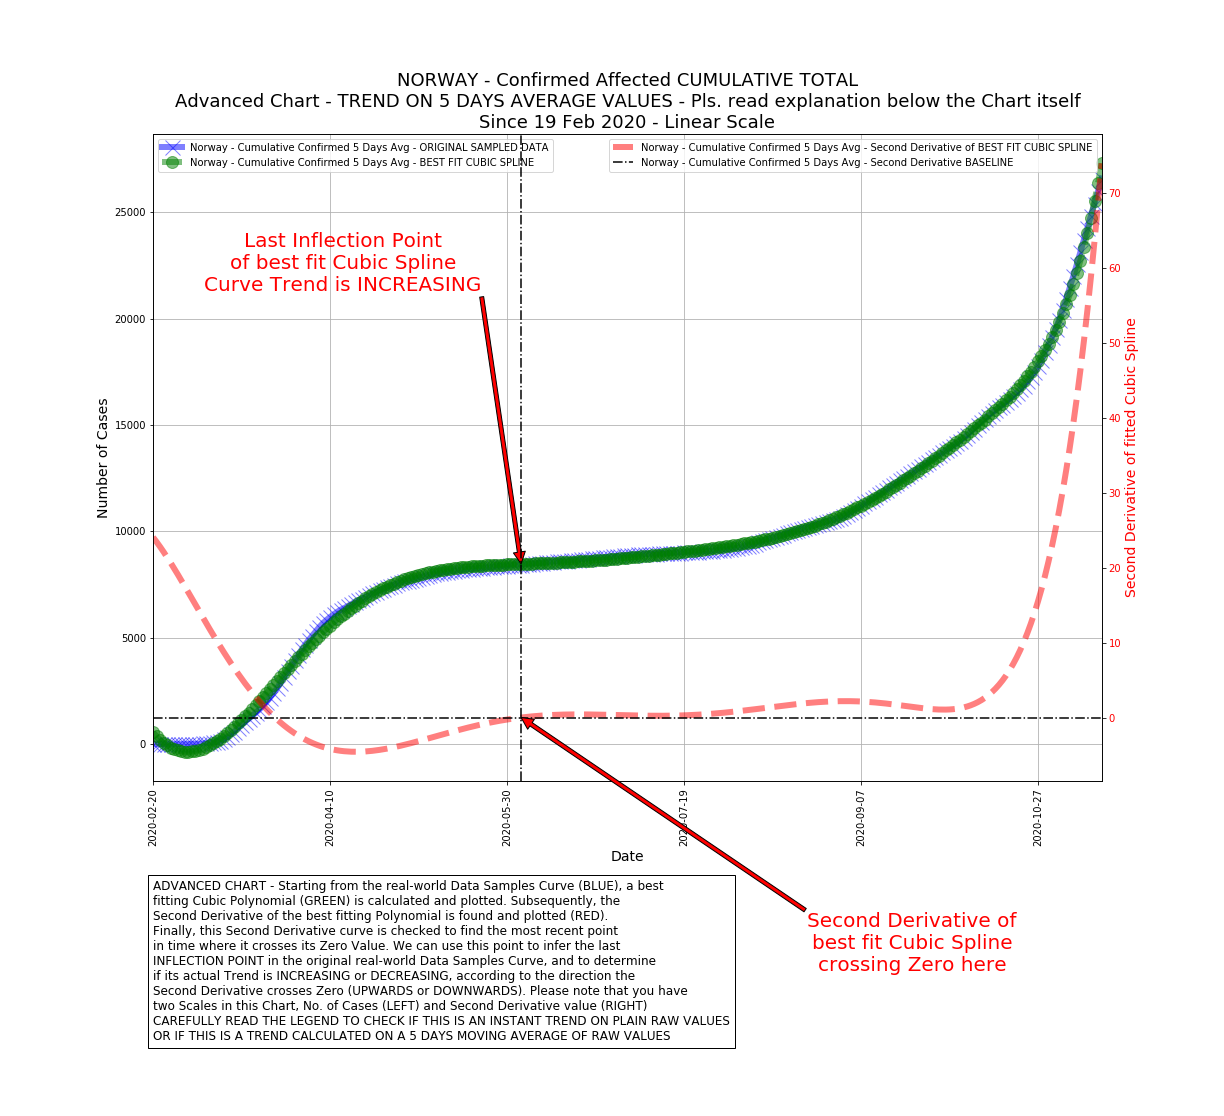 NORWAY - Confirmed Affected CUMULATIVE TOTAL
Advanced Chart - TREND ON 5 DAYS AVERAGE VALUES - Pls. read explanation below the Chart itself
Since 19 Feb 2020 - Linear Scale
Norway - Cumulative Confirmed 5 Days Avg - ORIGINAL SAMPLED DATA
Norway - Cumulative Confirmed 5 Days Avg - BEST FIT CUBIC SPLINE
Norway - Cumulative Confirmed 5 Days Avg - Second Derivative of BEST FIT CUBIC SPLINE
Norway - Cumulative Confirmed 5 Days Avg - Second Derivative BASELINE
Last Inflection Point
of best fit Cubic Spline
Curve Trend is INCREASING
Number of Cases
25000
20000
15000
10000
5000
0
70
60
50
40
30
20
10
0
Second Derivative of fitted Cubic Spline
2020-02-20
2020-04-10
2020-05-30
2020-07-19
2020-09-07
2020-10-27
Date
Second Derivative of
best fit Cubic Spline
crossing Zero here
ADVANCED CHART - Starting from the real-world Data Samples Curve (BLUE), a best
fitting Cubic Polynomial (GREEN) is calculated and plotted. Subsequently, the
Second Derivative of the best fitting Polynomial is found and plotted (RED).
Finally, this Second Derivative curve is checked to find the most recent point
in time where it crosses its Zero Value. We can use this point to infer the last
INFLECTION POINT in the original real-world Data Samples Curve, and to determine
if its actual Trend is INCREASING or DECREASING, according to the direction the
Second Derivative crosses Zero (UPWARDS or DOWNWARDS). Please note that you have
two Scales in this Chart, No. of Cases (LEFT) and Second Derivative value (RIGHT)
CAREFULLY READ THE LEGEND TO CHECK IF THIS IS AN INSTANT TREND ON PLAIN RAW VALUES
OR IF THIS IS A TREND CALCULATED ON A 5 DAYS MOVING AVERAGE OF RAW VALUES